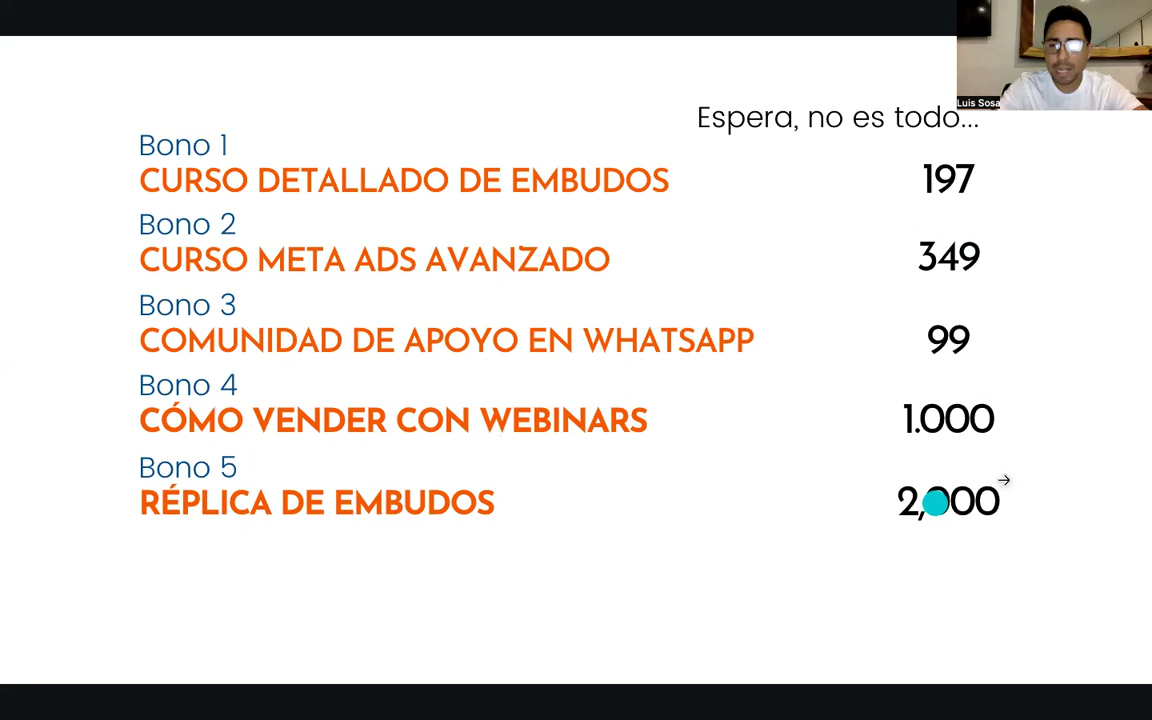 Luis Sosa
Espera, no es todo...
Bono 1
CURSO DETALLADO DE EMBUDOS 197
Bono 2
CURSO META ADS AVANZADO 349
Bono 3
COMUNIDAD DE APOYO EN WHATSAPP 99
Bono 4
CÓMO VENDER CON WEBINARS 1.000
Bono 5
RÉPLICA DE EMBUDOS 2,000